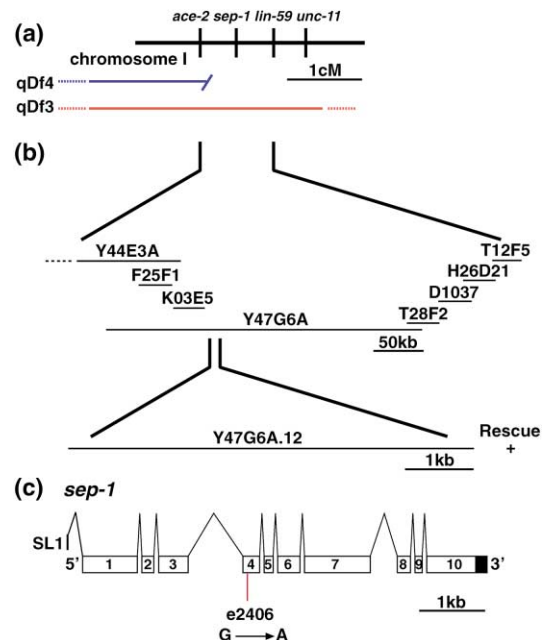 ace-2 sep-1 lin-59 unc-11
(a)
chromosome I
1cM
qDf4
qDf3
(b)
T12F5
Y44E3A
H26D21
F25F1
D1037
K03E5
T28F2
Y47G6A
50kb
Y47G6A.12
Rescue
+
1kb
(c) sep-1
SL1
5' 1 2 3 4 5 6 7 8 9 10 3'
e2406
1kb
G A